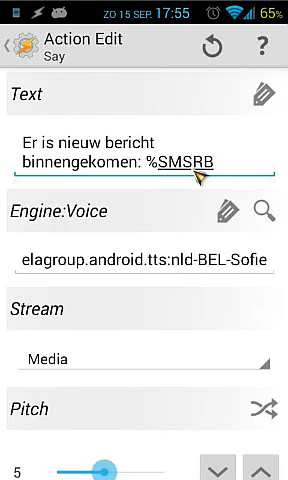 ZO 15 SEP. 17:55 65%
Action Edit
Say
Text
Er is nieuw bericht
binnengekomen: %SMSRB
Engine:Voice
elagroup.android.tts:nld-BEL-Sofie
Stream
Media
Pitch
5